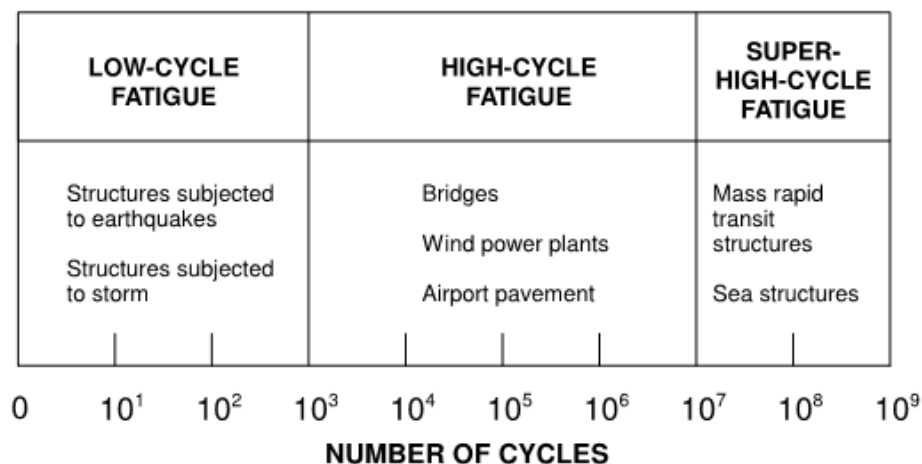 LOW-CYCLE
FATIGUE
HIGH-CYCLE
FATIGUE
SUPER-
HIGH-CYCLE
FATIGUE
Structures subjected
to earthquakes
Structures subjected
to storm
Bridges
Wind power plants
Airport pavement
Mass rapid
transit
structures
Sea structures
0 10¹ 10² 10³ 10⁴ 10⁵ 10⁶ 10⁷ 10⁸ 10⁹
NUMBER OF CYCLES